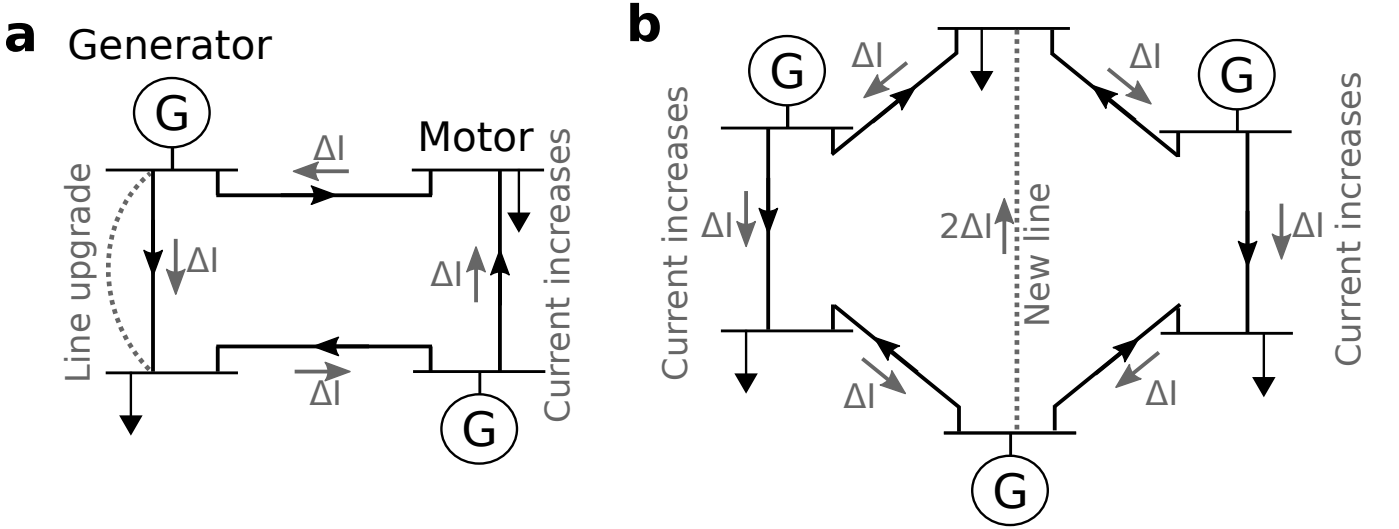 a
Generator
G
Motor
ΔI
Line upgrade
ΔI
ΔI
Current increases
ΔI
G
b
G
ΔI
ΔI
G
Current increases
ΔI
2ΔI
New line
ΔI
Current increases
ΔI
ΔI
G